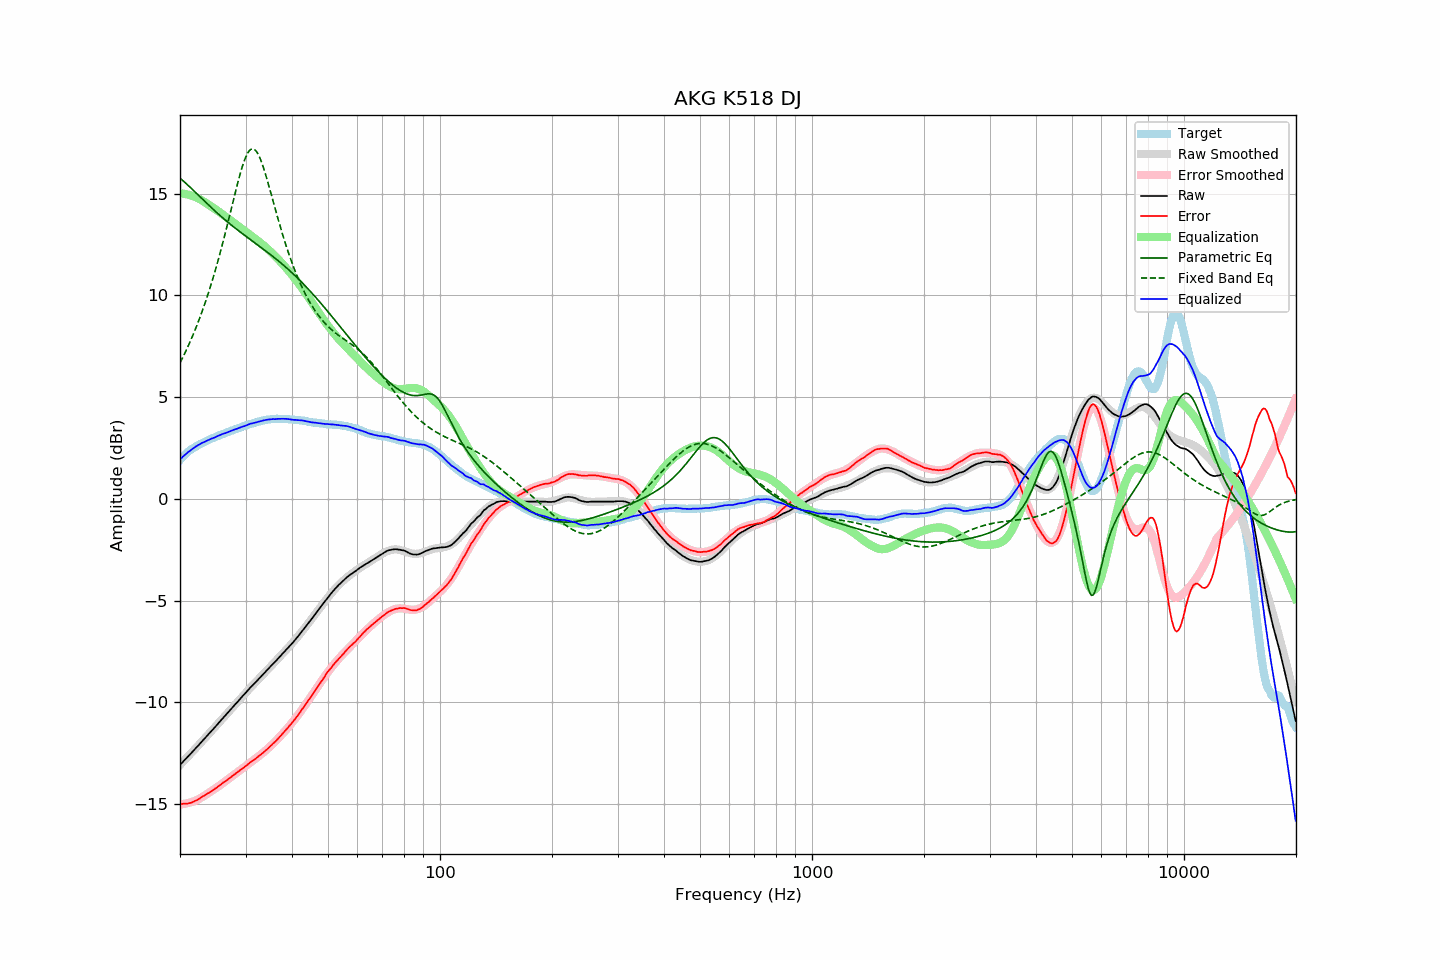 AKG K518 DJ
Target
Raw Smoothed
Error Smoothed
Raw
Error
Equalization
Parametric Eq
Fixed Band Eq
Equalized
Amplitude (dBr)
15
10
5
0
−5
−10
−15
100
1000
10000
Frequency (Hz)